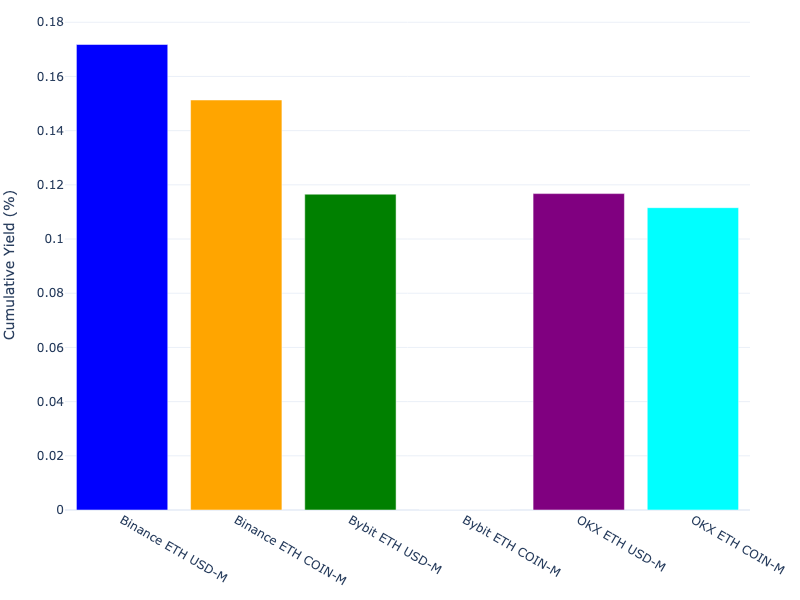 0.18
0.16
0.14
0.12
0.1
0.08
0.06
0.04
0.02
0
Cumulative Yield (%)
Binance ETH USD-M
Binance ETH COIN-M
Bybit ETH USD-M
Bybit ETH COIN-M
OKX ETH USD-M
OKX ETH COIN-M